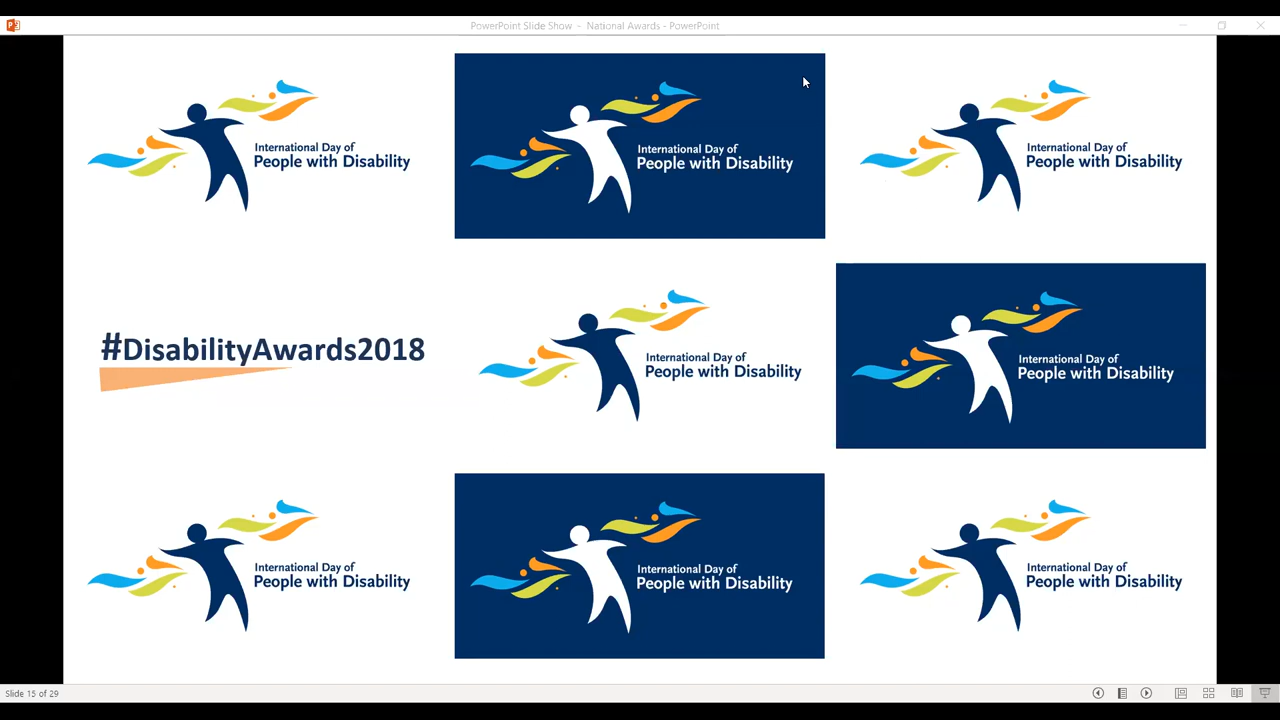 PowerPoint Slide Show - National Awards - PowerPoint
International Day of
People with Disability
International Day of
People with Disability
International Day of
People with Disability
#DisabilityAwards2018
International Day of
People with Disability
International Day of
People with Disability
International Day of
People with Disability
International Day of
People with Disability
International Day of
People with Disability
Slide 15 of 29